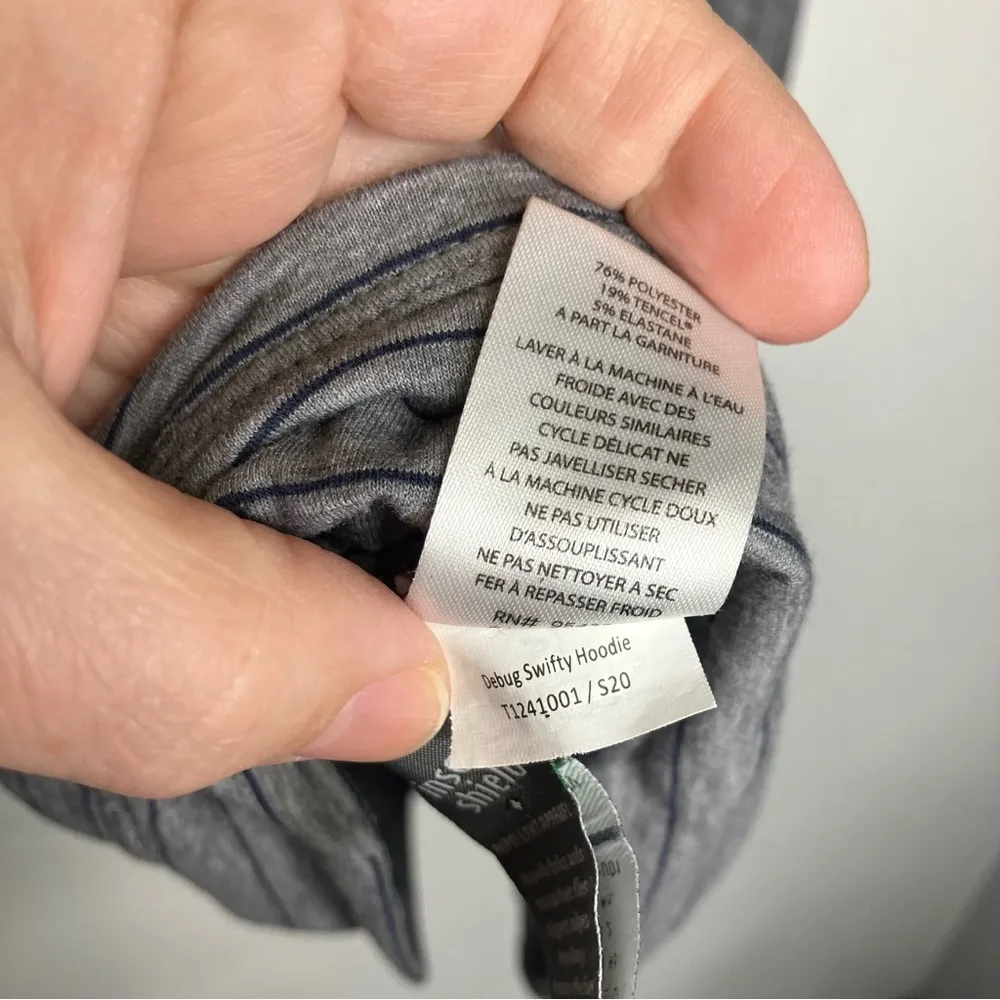 76% POLYESTER
19% TENCEL®
5% ELASTANE
A PART LA GARNITURE
LAVER À LA MACHINE À L'EAU
FROIDE AVEC DES
COULEURS SIMILAIRES
CYCLE DÉLICAT NE
PAS JAVELLISER SECHER
À LA MACHINE CYCLE DOUX
NE PAS UTILISER
D'ASSOUPLISSANT
NE PAS NETTOYER A SEC
FER À REPASSER FROID
RN#
Debug Swifty Hoodie
T1241001 / S20
shield